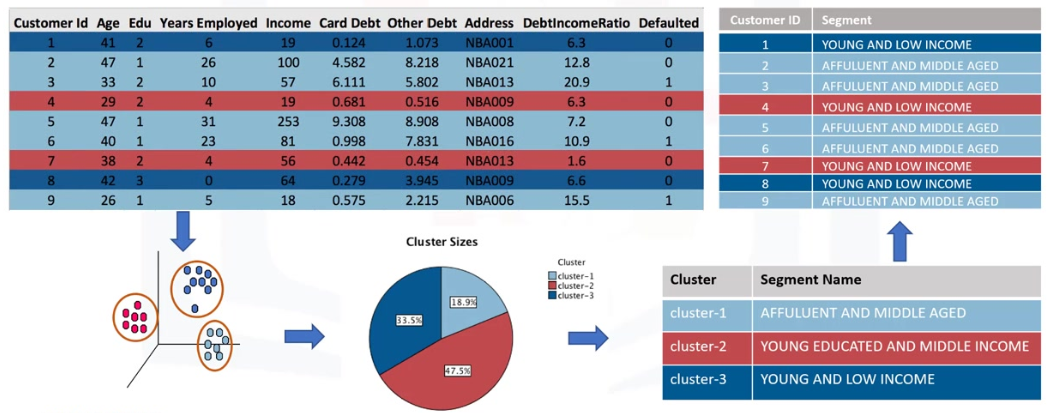 Customer Id Age Edu Years Employed Income Card Debt Other Debt Address DebtIncomeRatio Defaulted
1 41 2 6 19 0.124 1.073 NBA001 6.3 0
2 47 1 26 100 4.582 8.218 NBA021 12.8 0
3 33 2 10 57 6.111 5.802 NBA013 20.9 1
4 29 2 4 19 0.681 0.516 NBA009 6.3 0
5 47 1 31 253 9.308 8.908 NBA008 7.2 0
6 40 1 23 81 0.998 7.831 NBA016 10.9 1
7 38 2 4 56 0.442 0.454 NBA013 1.6 0
8 42 3 0 64 0.279 3.945 NBA009 6.6 0
9 26 1 5 18 0.575 2.215 NBA006 15.5 1
Customer ID Segment
1 YOUNG AND LOW INCOME
2 AFFULUENT AND MIDDLE AGED
3 AFFULUENT AND MIDDLE AGED
4 YOUNG AND LOW INCOME
5 AFFULUENT AND MIDDLE AGED
6 AFFULUENT AND MIDDLE AGED
7 YOUNG AND LOW INCOME
8 YOUNG AND LOW INCOME
9 AFFULUENT AND MIDDLE AGED
Cluster Sizes
Cluster
cluster-1
cluster-2
cluster-3
18.9%
33.5%
47.5%
Cluster Segment Name
cluster-1 AFFULUENT AND MIDDLE AGED
cluster-2 YOUNG EDUCATED AND MIDDLE INCOME
cluster-3 YOUNG AND LOW INCOME